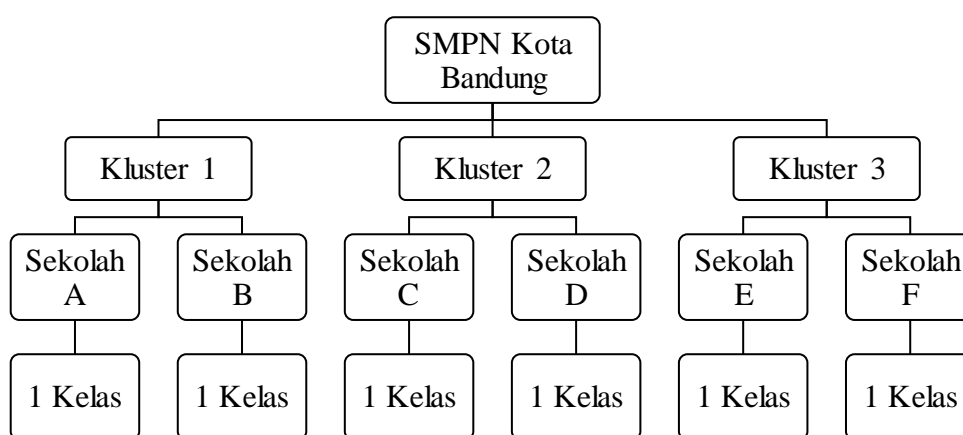 SMPN Kota
Bandung
Kluster 1
Kluster 2
Kluster 3
Sekolah
A
Sekolah
B
Sekolah
C
Sekolah
D
Sekolah
E
Sekolah
F
1 Kelas
1 Kelas
1 Kelas
1 Kelas
1 Kelas
1 Kelas